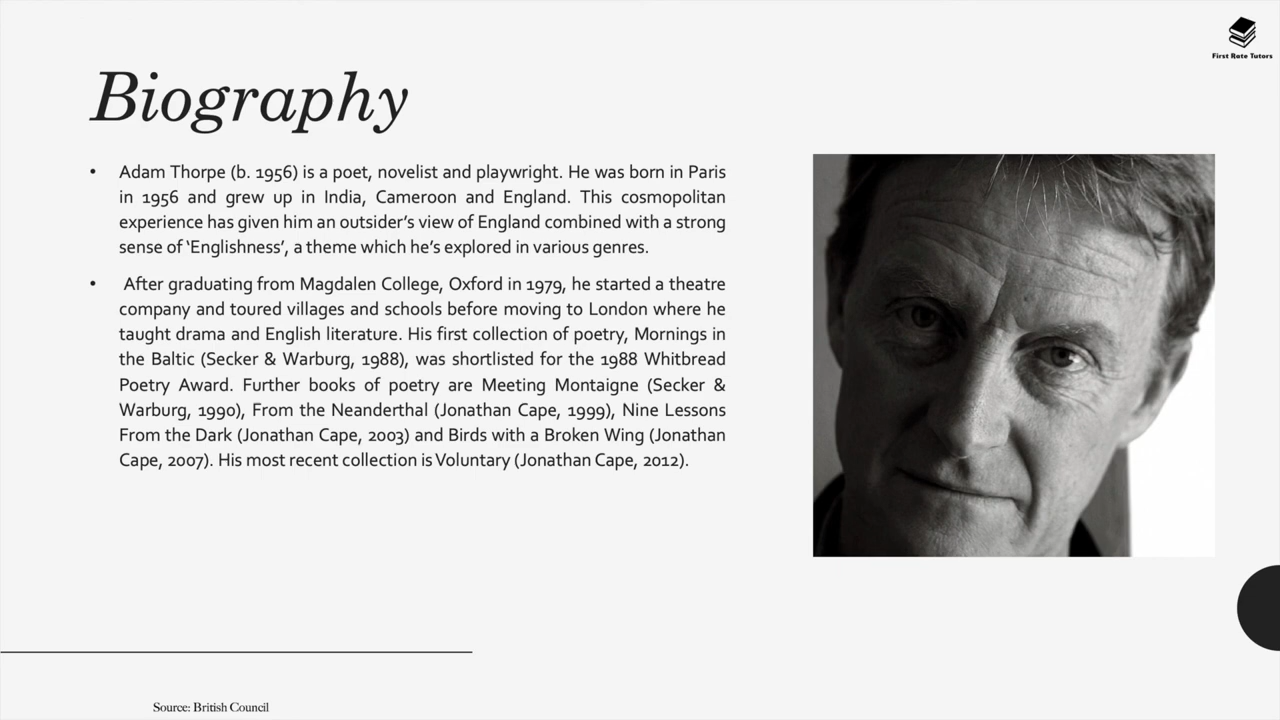 First Rate Tutors
Biography
• Adam Thorpe (b. 1956) is a poet, novelist and playwright. He was born in Paris
in 1956 and grew up in India, Cameroon and England. This cosmopolitan
experience has given him an outsider’s view of England combined with a strong
sense of ‘Englishness’, a theme which he’s explored in various genres.
• After graduating from Magdalen College, Oxford in 1979, he started a theatre
company and toured villages and schools before moving to London where he
taught drama and English literature. His first collection of poetry, Mornings in
the Baltic (Secker & Warburg, 1988), was shortlisted for the 1988 Whitbread
Poetry Award. Further books of poetry are Meeting Montaigne (Secker &
Warburg, 1990), From the Neanderthal (Jonathan Cape, 1999), Nine Lessons
From the Dark (Jonathan Cape, 2003) and Birds with a Broken Wing (Jonathan
Cape, 2007). His most recent collection is Voluntary (Jonathan Cape, 2012).
Source: British Council